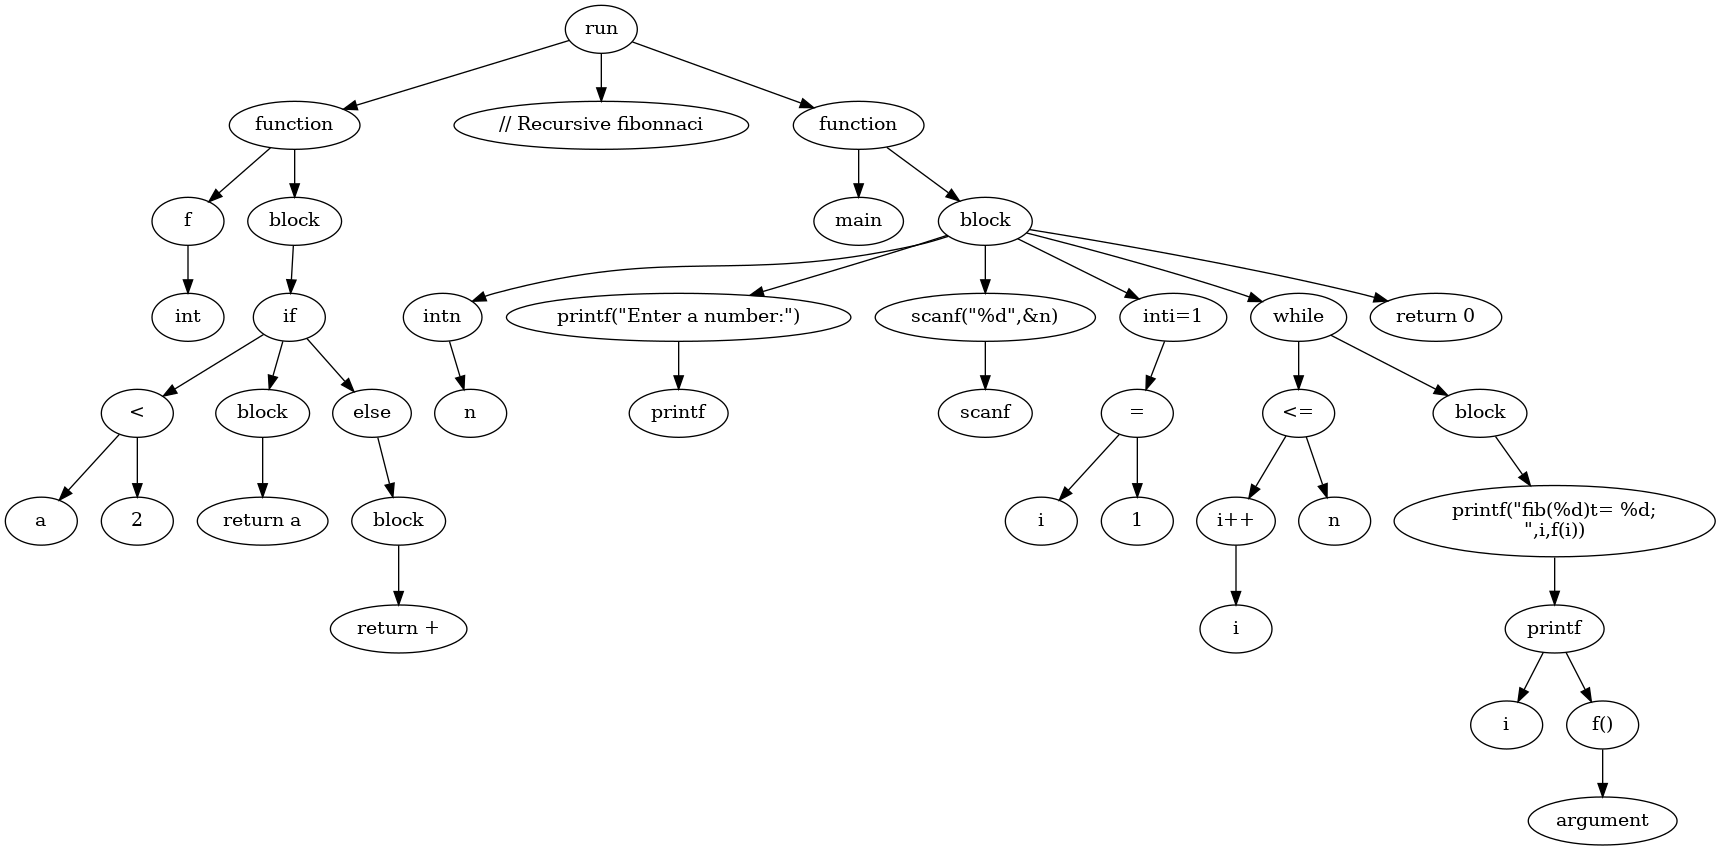 run
function
// Recursive fibonnaci
function
f
block
main
block
int
if
intn
printf("Enter a number:")
scanf("%d",&n)
inti=1
while
return 0
<
block
else
n
printf
scanf
=
<=
block
a
2
return a
block
i
1
i++
n
printf("fib(%d)t= %d;
",i,f(i))
return +
i
printf
i
f()
argument